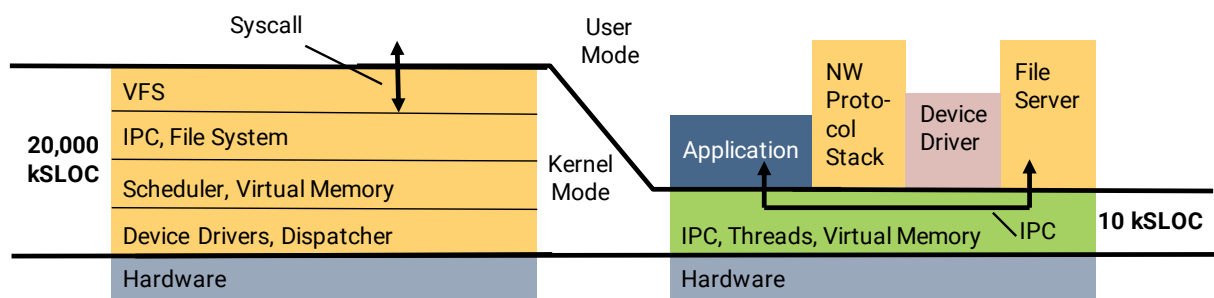 Syscall
VFS
IPC, File System
Scheduler, Virtual Memory
Device Drivers, Dispatcher
Hardware
20,000
kSLOC
User
Mode
Kernel
Mode
Application
NW
Proto-
col
Stack
Device
Driver
File
Server
IPC, Threads, Virtual Memory
IPC
Hardware
10 kSLOC